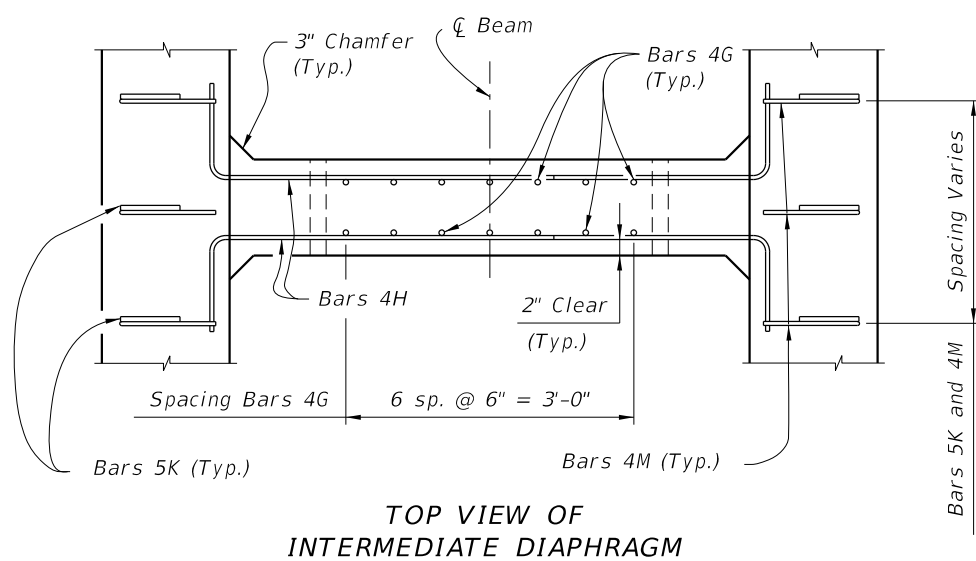 3" Chamfer
(Typ.)
℄ Beam
Bars 4G
(Typ.)
Spacing Varies
Bars 4H
2" Clear
(Typ.)
Spacing Bars 4G
6 sp. @ 6" = 3'-0"
Bars 5K and 4M
Bars 5K (Typ.)
Bars 4M (Typ.)
TOP VIEW OF
INTERMEDIATE DIAPHRAGM